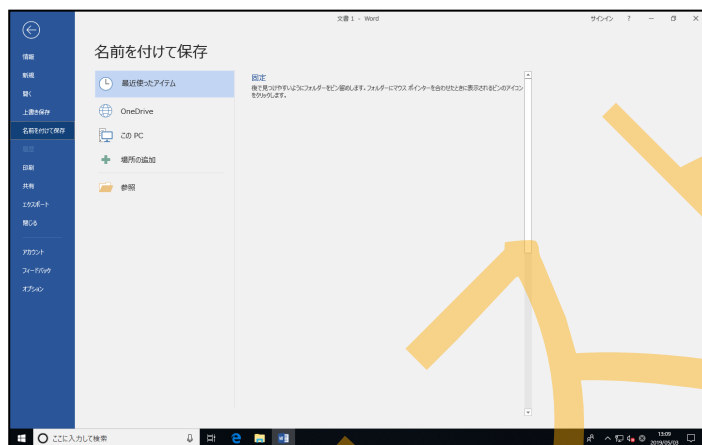 文書 1 - Word
サインイン ? － ☐ ×
情報
新規
開く
上書き保存
名前を付けて保存
履歴
印刷
共有
エクスポート
閉じる
アカウント
フィードバック
オプション
名前を付けて保存
最近使ったアイテム
OneDrive
この PC
場所の追加
参照
固定
後で見つけやすいようにフォルダーをピン留めします。フォルダーにマウス ポインターを合わせたときに表示されるピンのアイコン
をクリックします。
ここに入力して検索
13:09
2019/05/03